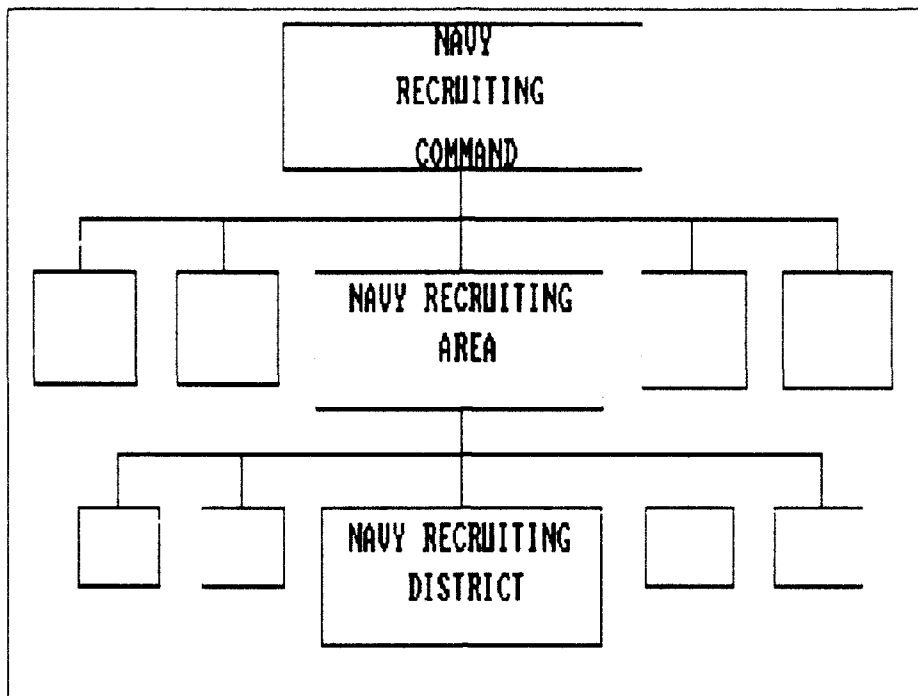 NAVY
RECRUITING
COMMAND
NAVY RECRUITING
AREA
NAVY RECRUITING
DISTRICT